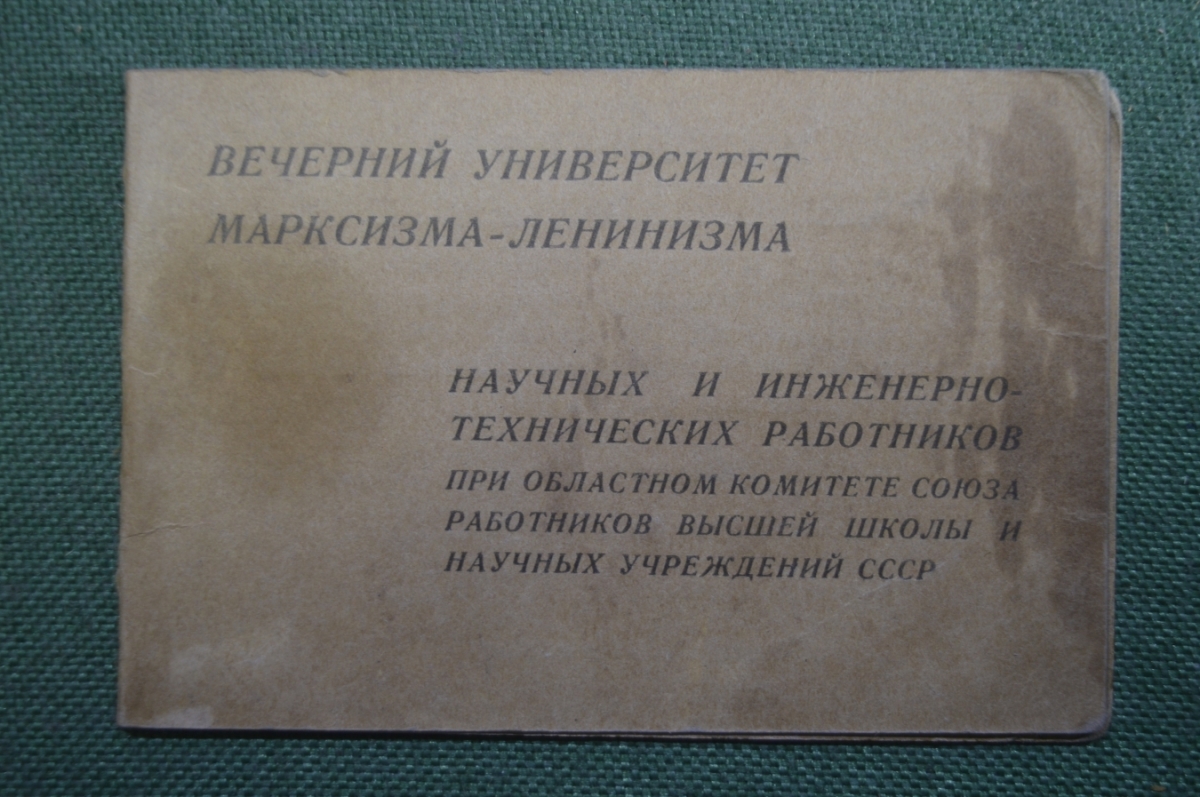 ВЕЧЕРНИЙ УНИВЕРСИТЕТ
МАРКСИЗМА-ЛЕНИНИЗМА
НАУЧНЫХ И ИНЖЕНЕРНО-
ТЕХНИЧЕСКИХ РАБОТНИКОВ
ПРИ ОБЛАСТНОМ КОМИТЕТЕ СОЮЗА
РАБОТНИКОВ ВЫСШЕЙ ШКОЛЫ И
НАУЧНЫХ УЧРЕЖДЕНИЙ СССР